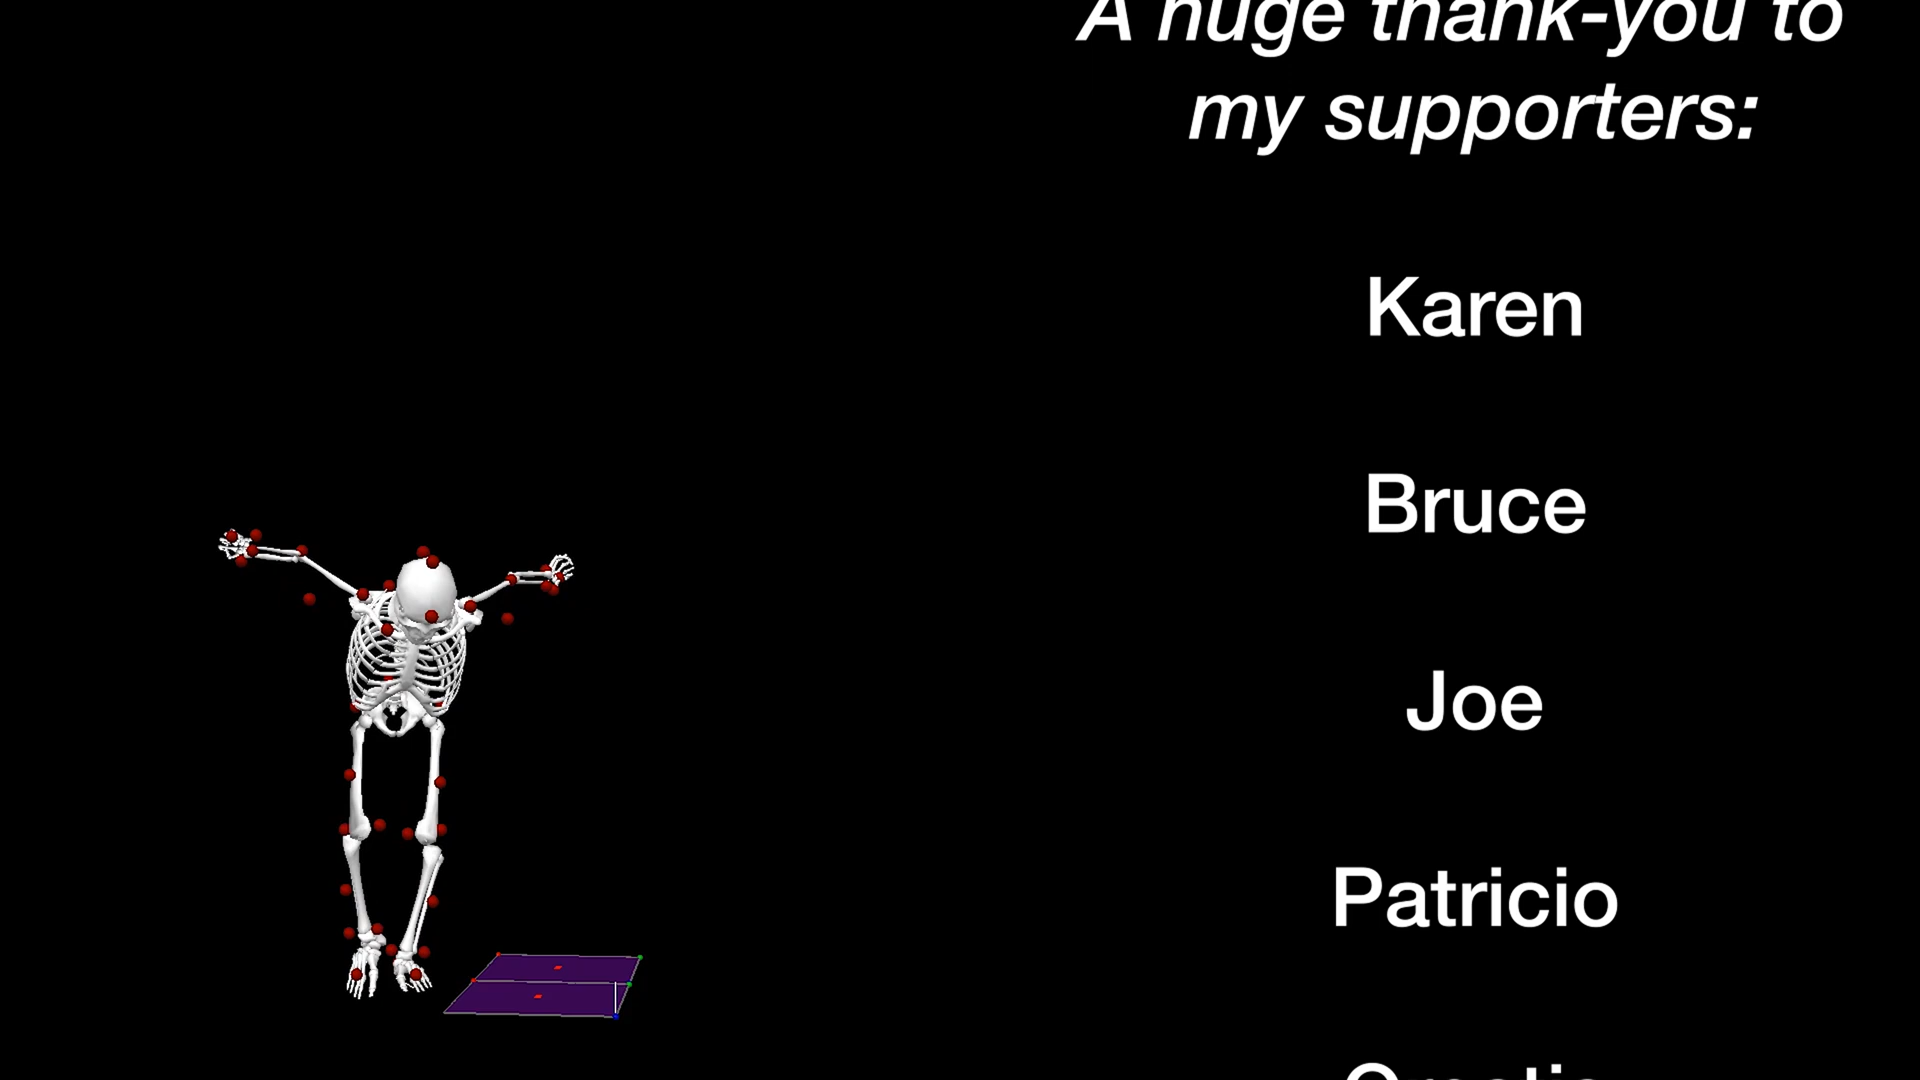 A huge thank-you to
my supporters:
Karen
Bruce
Joe
Patricio